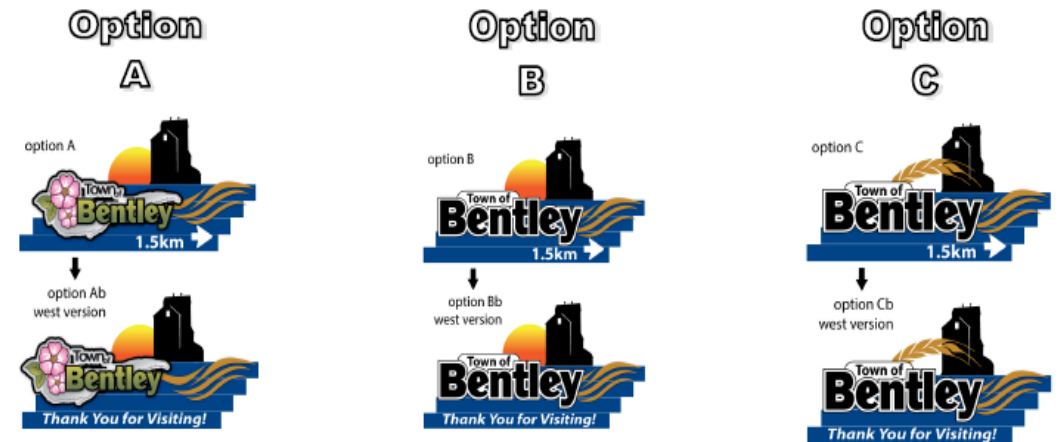 Option
A
option A
Town of
Bentley
1.5km
option Ab
west version
Town of
Bentley
Thank You for Visiting!
Option
B
option B
Town of
Bentley
1.5km
option Bb
west version
Town of
Bentley
Thank You for Visiting!
Option
C
option C
Town of
Bentley
1.5km
option Cb
west version
Town of
Bentley
Thank You for Visiting!